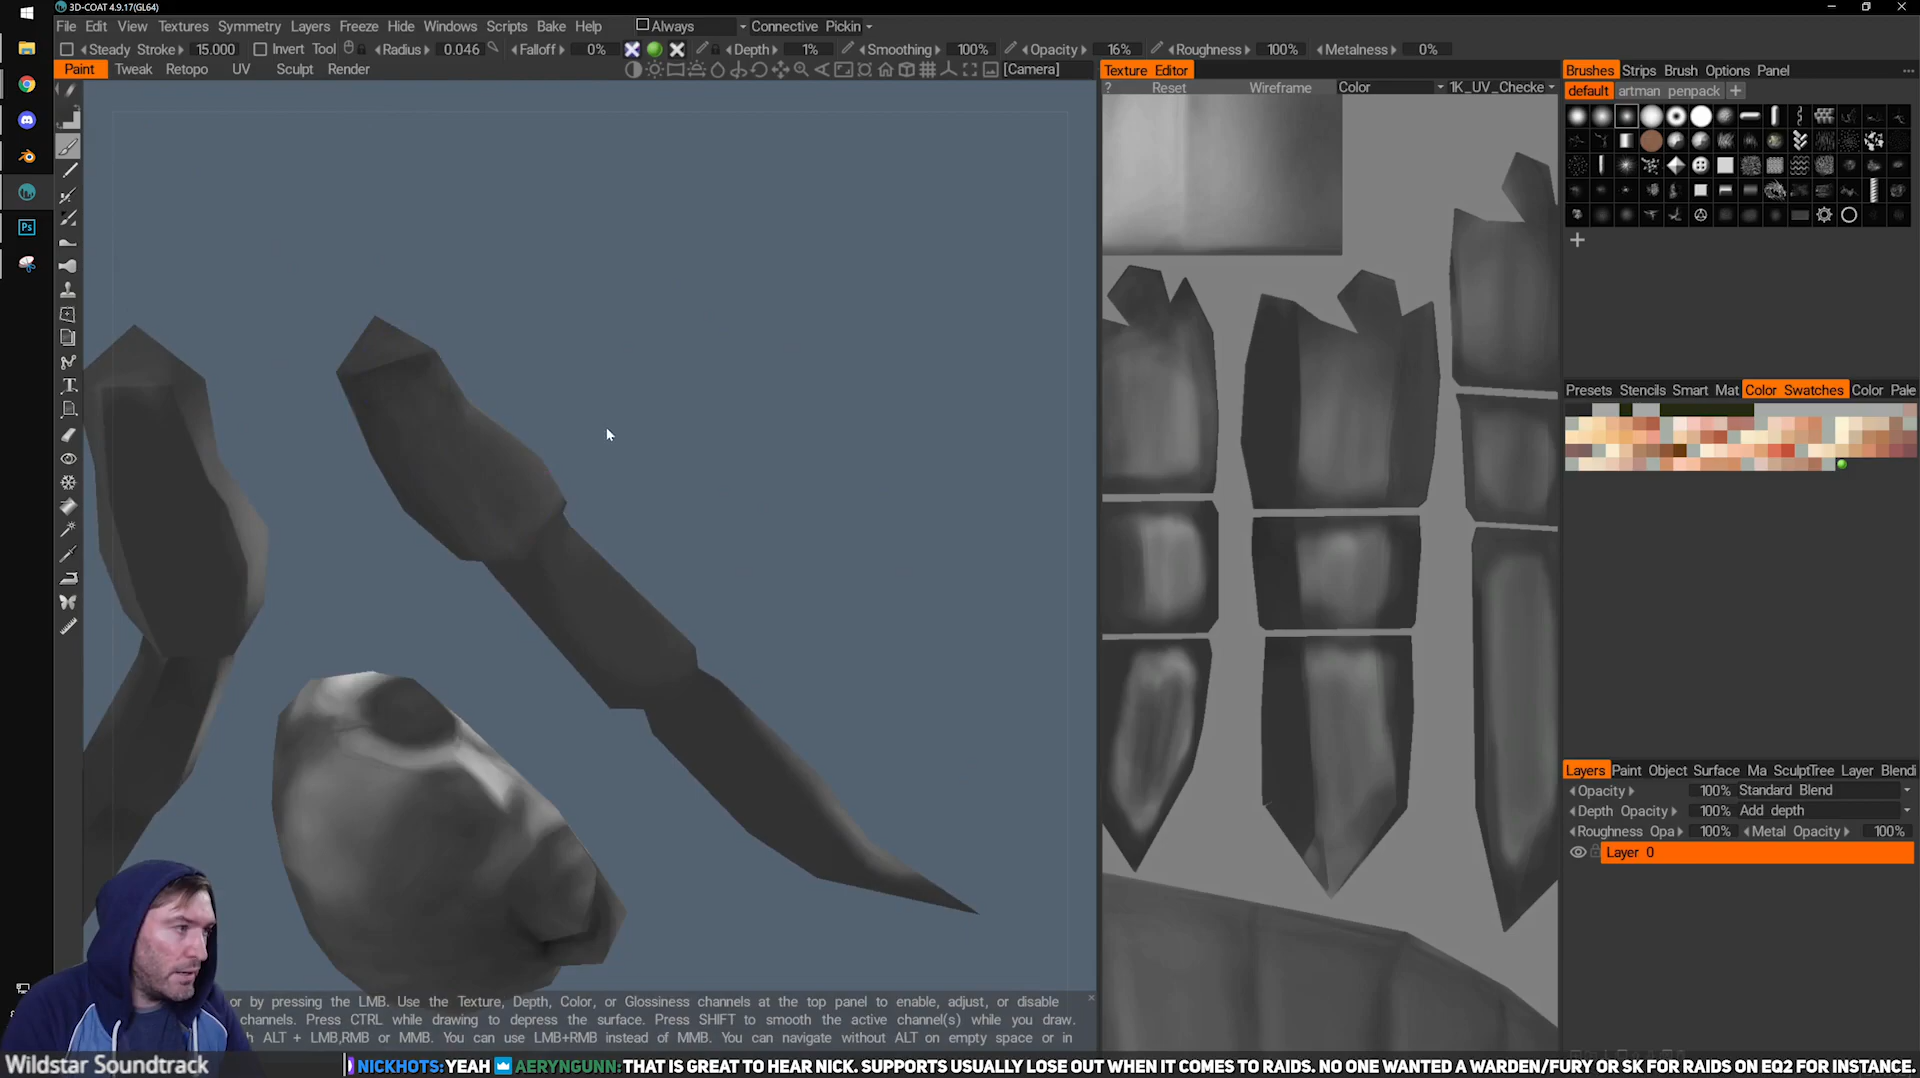 3D-COAT 4.9.17(GL64)
File Edit View Textures Symmetry Layers Freeze Hide Windows Scripts Bake Help Always Connective Pickin
Steady Stroke 15.000 Invert Tool Radius 0.046 Falloff 0% Depth 1% Smoothing 100% Opacity 16% Roughness 100% Metalness 0%
Paint Tweak Retopo UV Sculpt Render [Camera] Texture Editor Brushes Strips Brush Options Panel
? Reset Wireframe Color 1K_UV_Checke default artman penpack +
Presets Stencils Smart Mat Color Swatches Color Pale
Layers Paint Object Surface Ma SculptTree Layer Blendi
Opacity 100% Standard Blend
Depth Opacity 100% Add depth
Roughness Opa 100% Metal Opacity 100%
Layer 0
or by pressing the LMB. Use the Texture, Depth, Color, or Glossiness channels at the top panel to enable, adjust, or disable
channels. Press CTRL while drawing to depress the surface. Press SHIFT to smooth the active channel(s) while you draw.
ALT + LMB,RMB or MMB. You can use LMB+RMB instead of MMB. You can navigate without ALT on empty space or in
Wildstar Soundtrack
NICKHOTS: YEAH AERYNGUNN: THAT IS GREAT TO HEAR NICK. SUPPORTS USUALLY LOSE OUT WHEN IT COMES TO RAIDS. NO ONE WANTED A WARDEN/FURY OR SK FOR RAIDS ON EQ2 FOR INSTANCE.